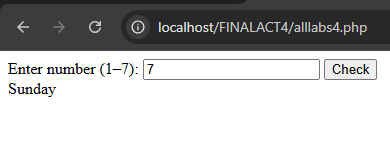 localhost/FINALACT4/alllabs4.php
Enter number (1–7): 7 Check
Sunday